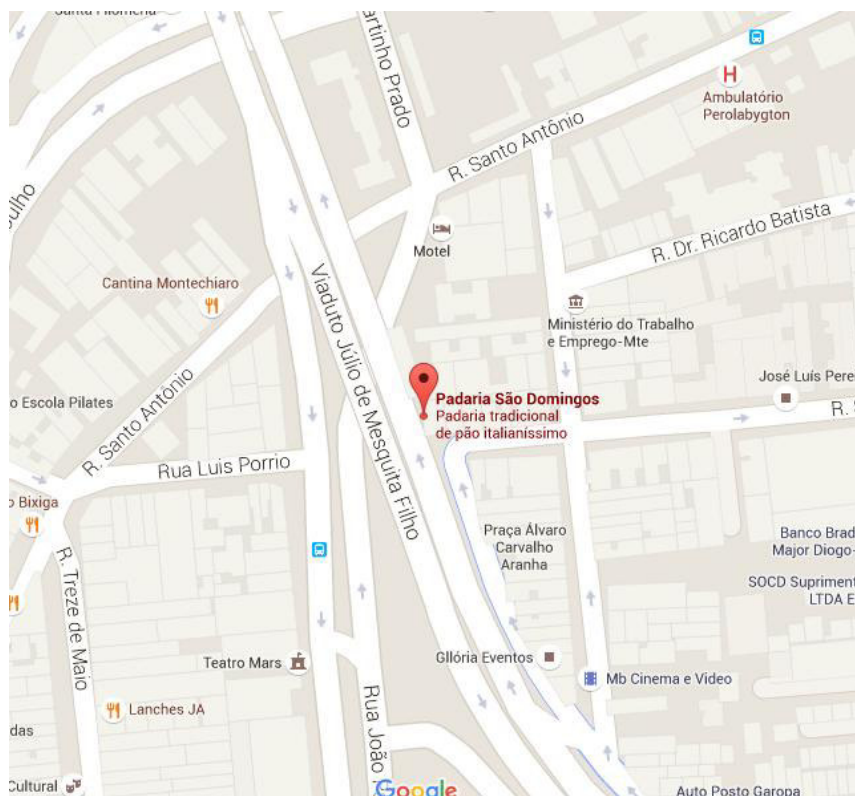 Santa Filomena
Martinho Prado
Ambulatório
Perolabygton
R. Santo Antônio
R. Dr. Ricardo Batista
Motel
Cantina Montechiaro
Viaduto Júlio de Mesquita Filho
Ministério do Trabalho
e Emprego-Mte
José Luís Pere
Padaria São Domingos
Padaria tradicional
de pão italianíssimo
o Escola Pilates
R. Santo Antônio
Rua Luis Porrio
o Bixiga
R. Treze de Maio
Praça Álvaro
Carvalho
Aranha
Banco Brad
Major Diogo-
SOCD Supriment
LTDA E
Teatro Mars
Gllória Eventos
Mb Cinema e Video
Lanches JA
Rua João
das
Cultural
Google
Auto Posto Garopa